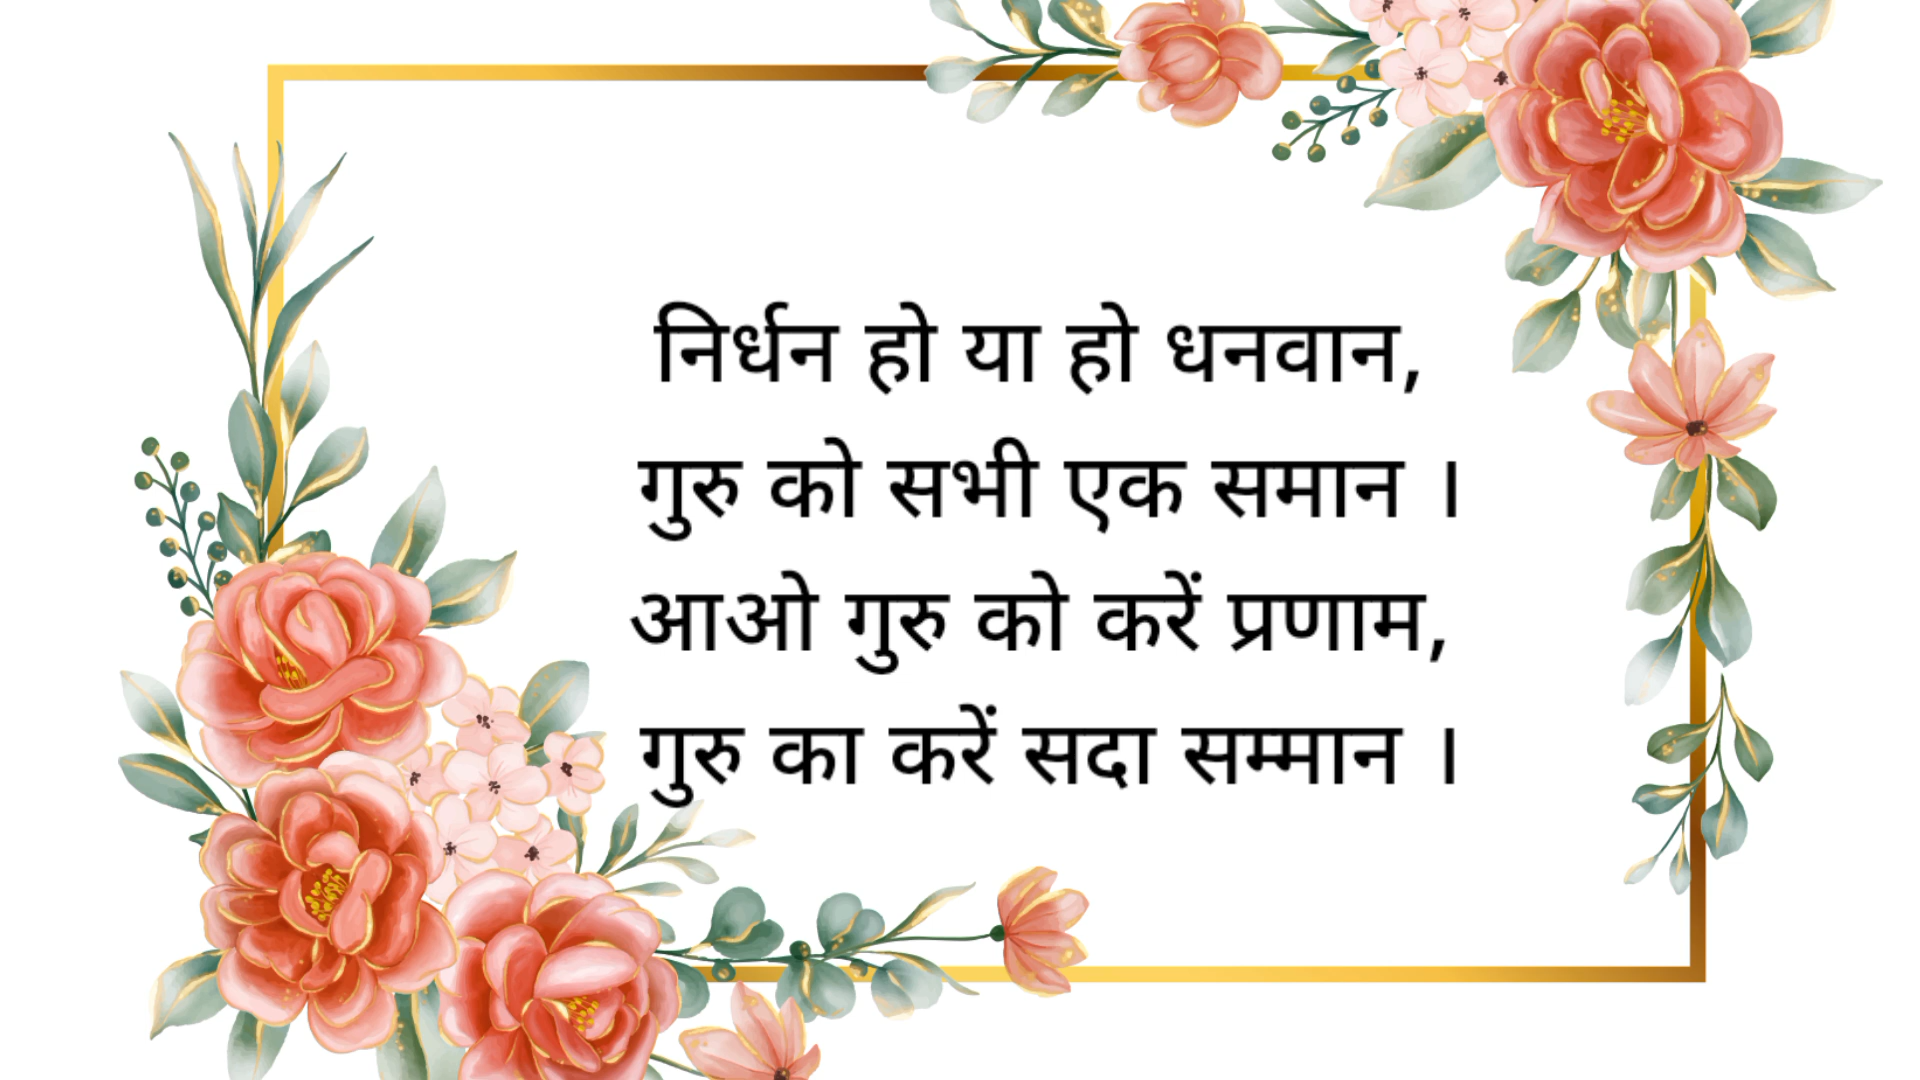 निर्धन हो या हो धनवान,
गुरु को सभी एक समान ।
आओ गुरु को करें प्रणाम,
गुरु का करें सदा सम्मान ।